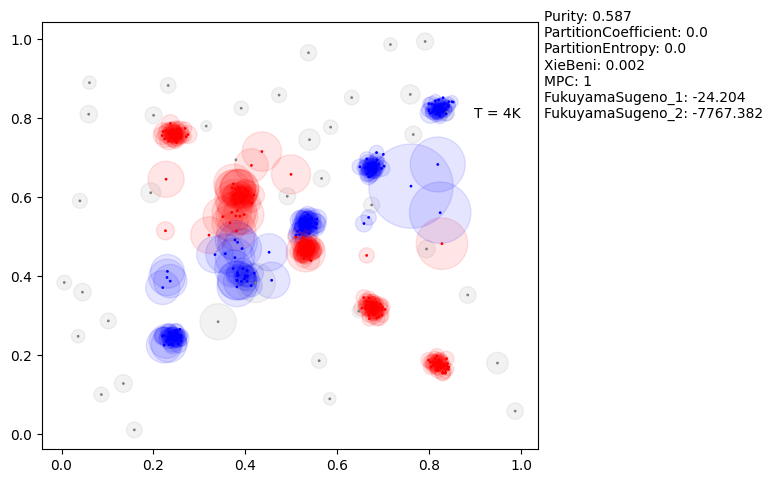 Purity: 0.587
PartitionCoefficient: 0.0
PartitionEntropy: 0.0
XieBeni: 0.002
MPC: 1
FukuyamaSugeno_1: -24.204
FukuyamaSugeno_2: -7767.382
T = 4K
1.0
0.8
0.6
0.4
0.2
0.0
0.0 0.2 0.4 0.6 0.8 1.0